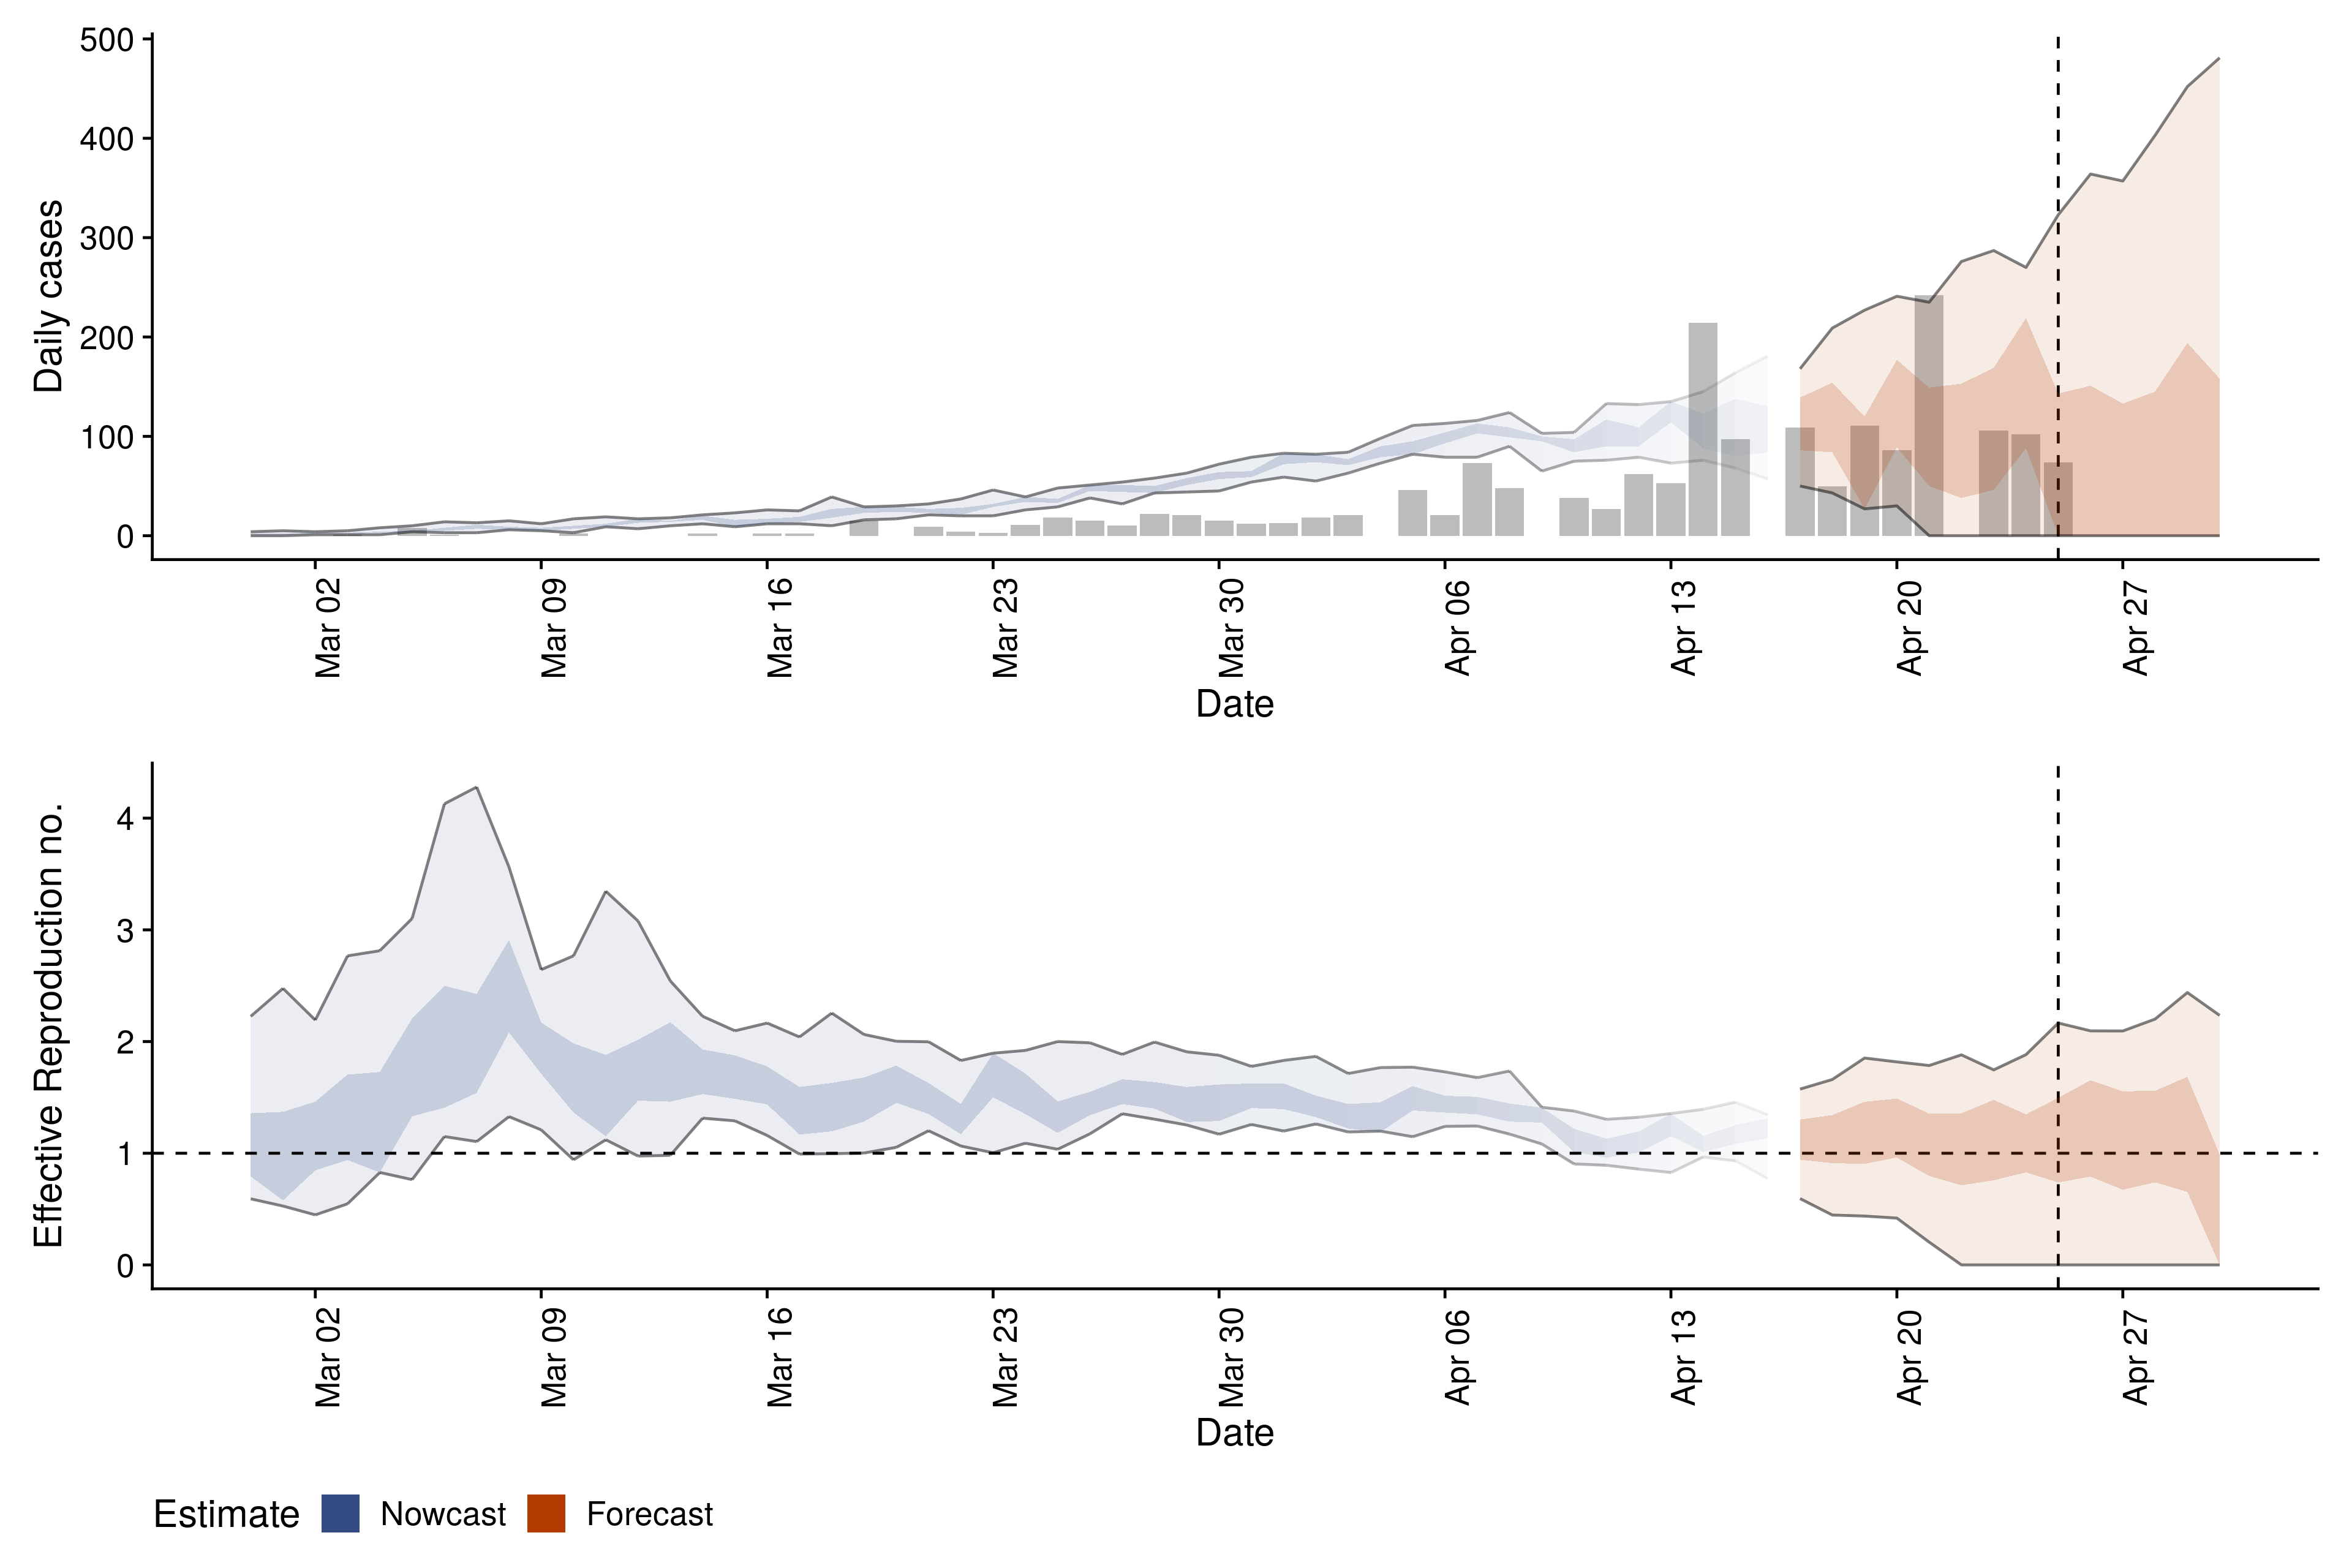 500
400
300
200
100
0
Daily cases
Mar 02
Mar 09
Mar 16
Mar 23
Mar 30
Apr 06
Apr 13
Apr 20
Apr 27
Date
4
3
2
1
0
Effective Reproduction no.
Mar 02
Mar 09
Mar 16
Mar 23
Mar 30
Apr 06
Apr 13
Apr 20
Apr 27
Date
Estimate Nowcast Forecast